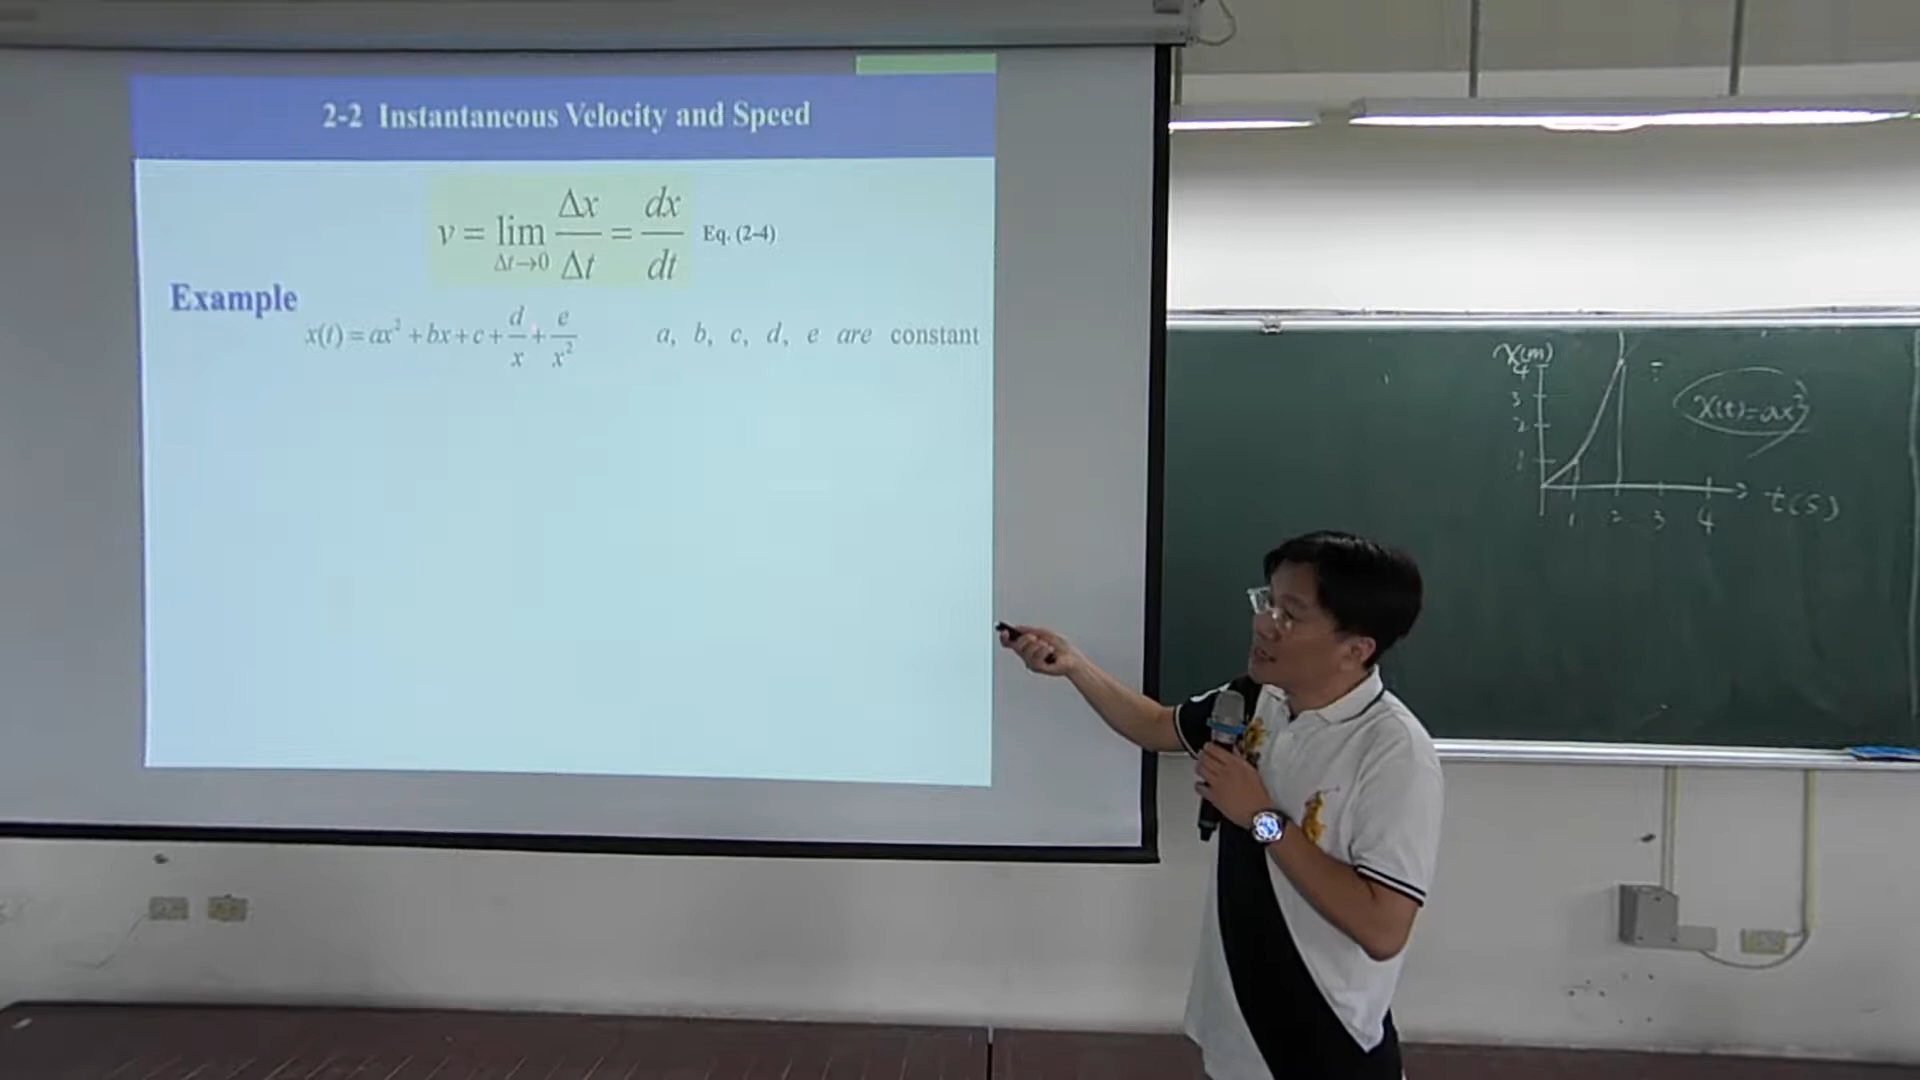 2-2 Instantaneous Velocity and Speed
v = lim Δt→0 Δx/Δt = dx/dt Eq. (2-4)
Example
x(t) = ax² + bx + c + d/x + e/x² a, b, c, d, e are constant
x(m)
4
3
2
1
x(t)=ax²
t(s)
1 2 3 4